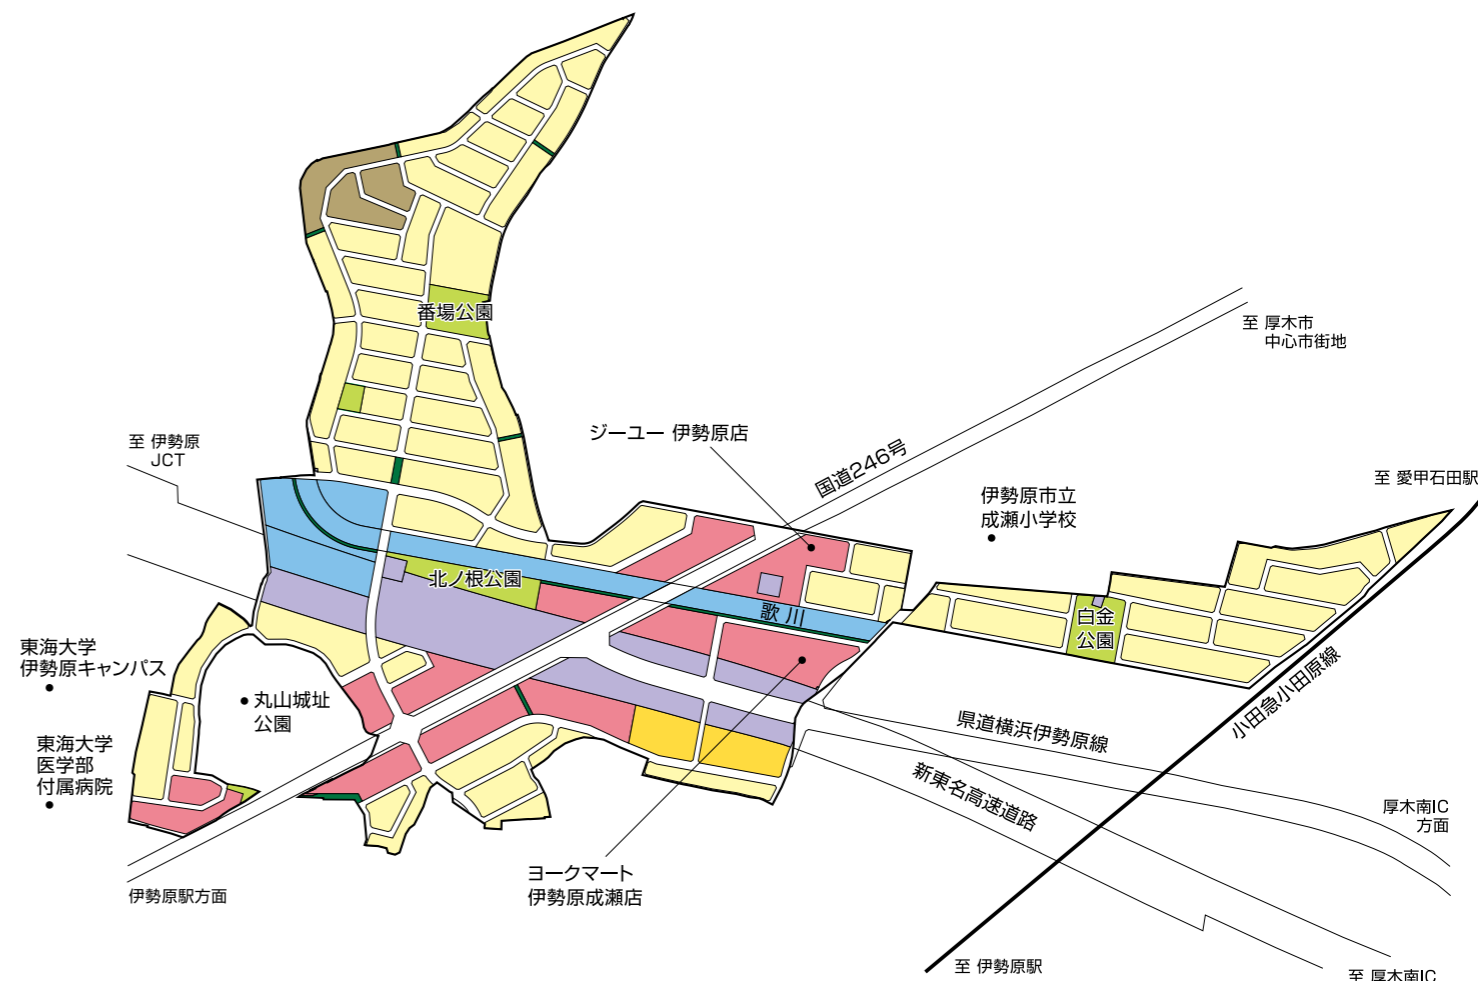 番場公園
至 厚木市
中心市街地
至 伊勢原
JCT
ジーユー 伊勢原店
国道246号
伊勢原市立
成瀬小学校
至 愛甲石田駅
北ノ根公園
歌川
白金
公園
東海大学
伊勢原キャンパス
丸山城址
公園
小田急小田原線
県道横浜伊勢原線
東海大学
医学部
付属病院
新東名高速道路
厚木南IC
方面
ヨークマート
伊勢原成瀬店
伊勢原駅方面
至 伊勢原駅
至 厚木南IC